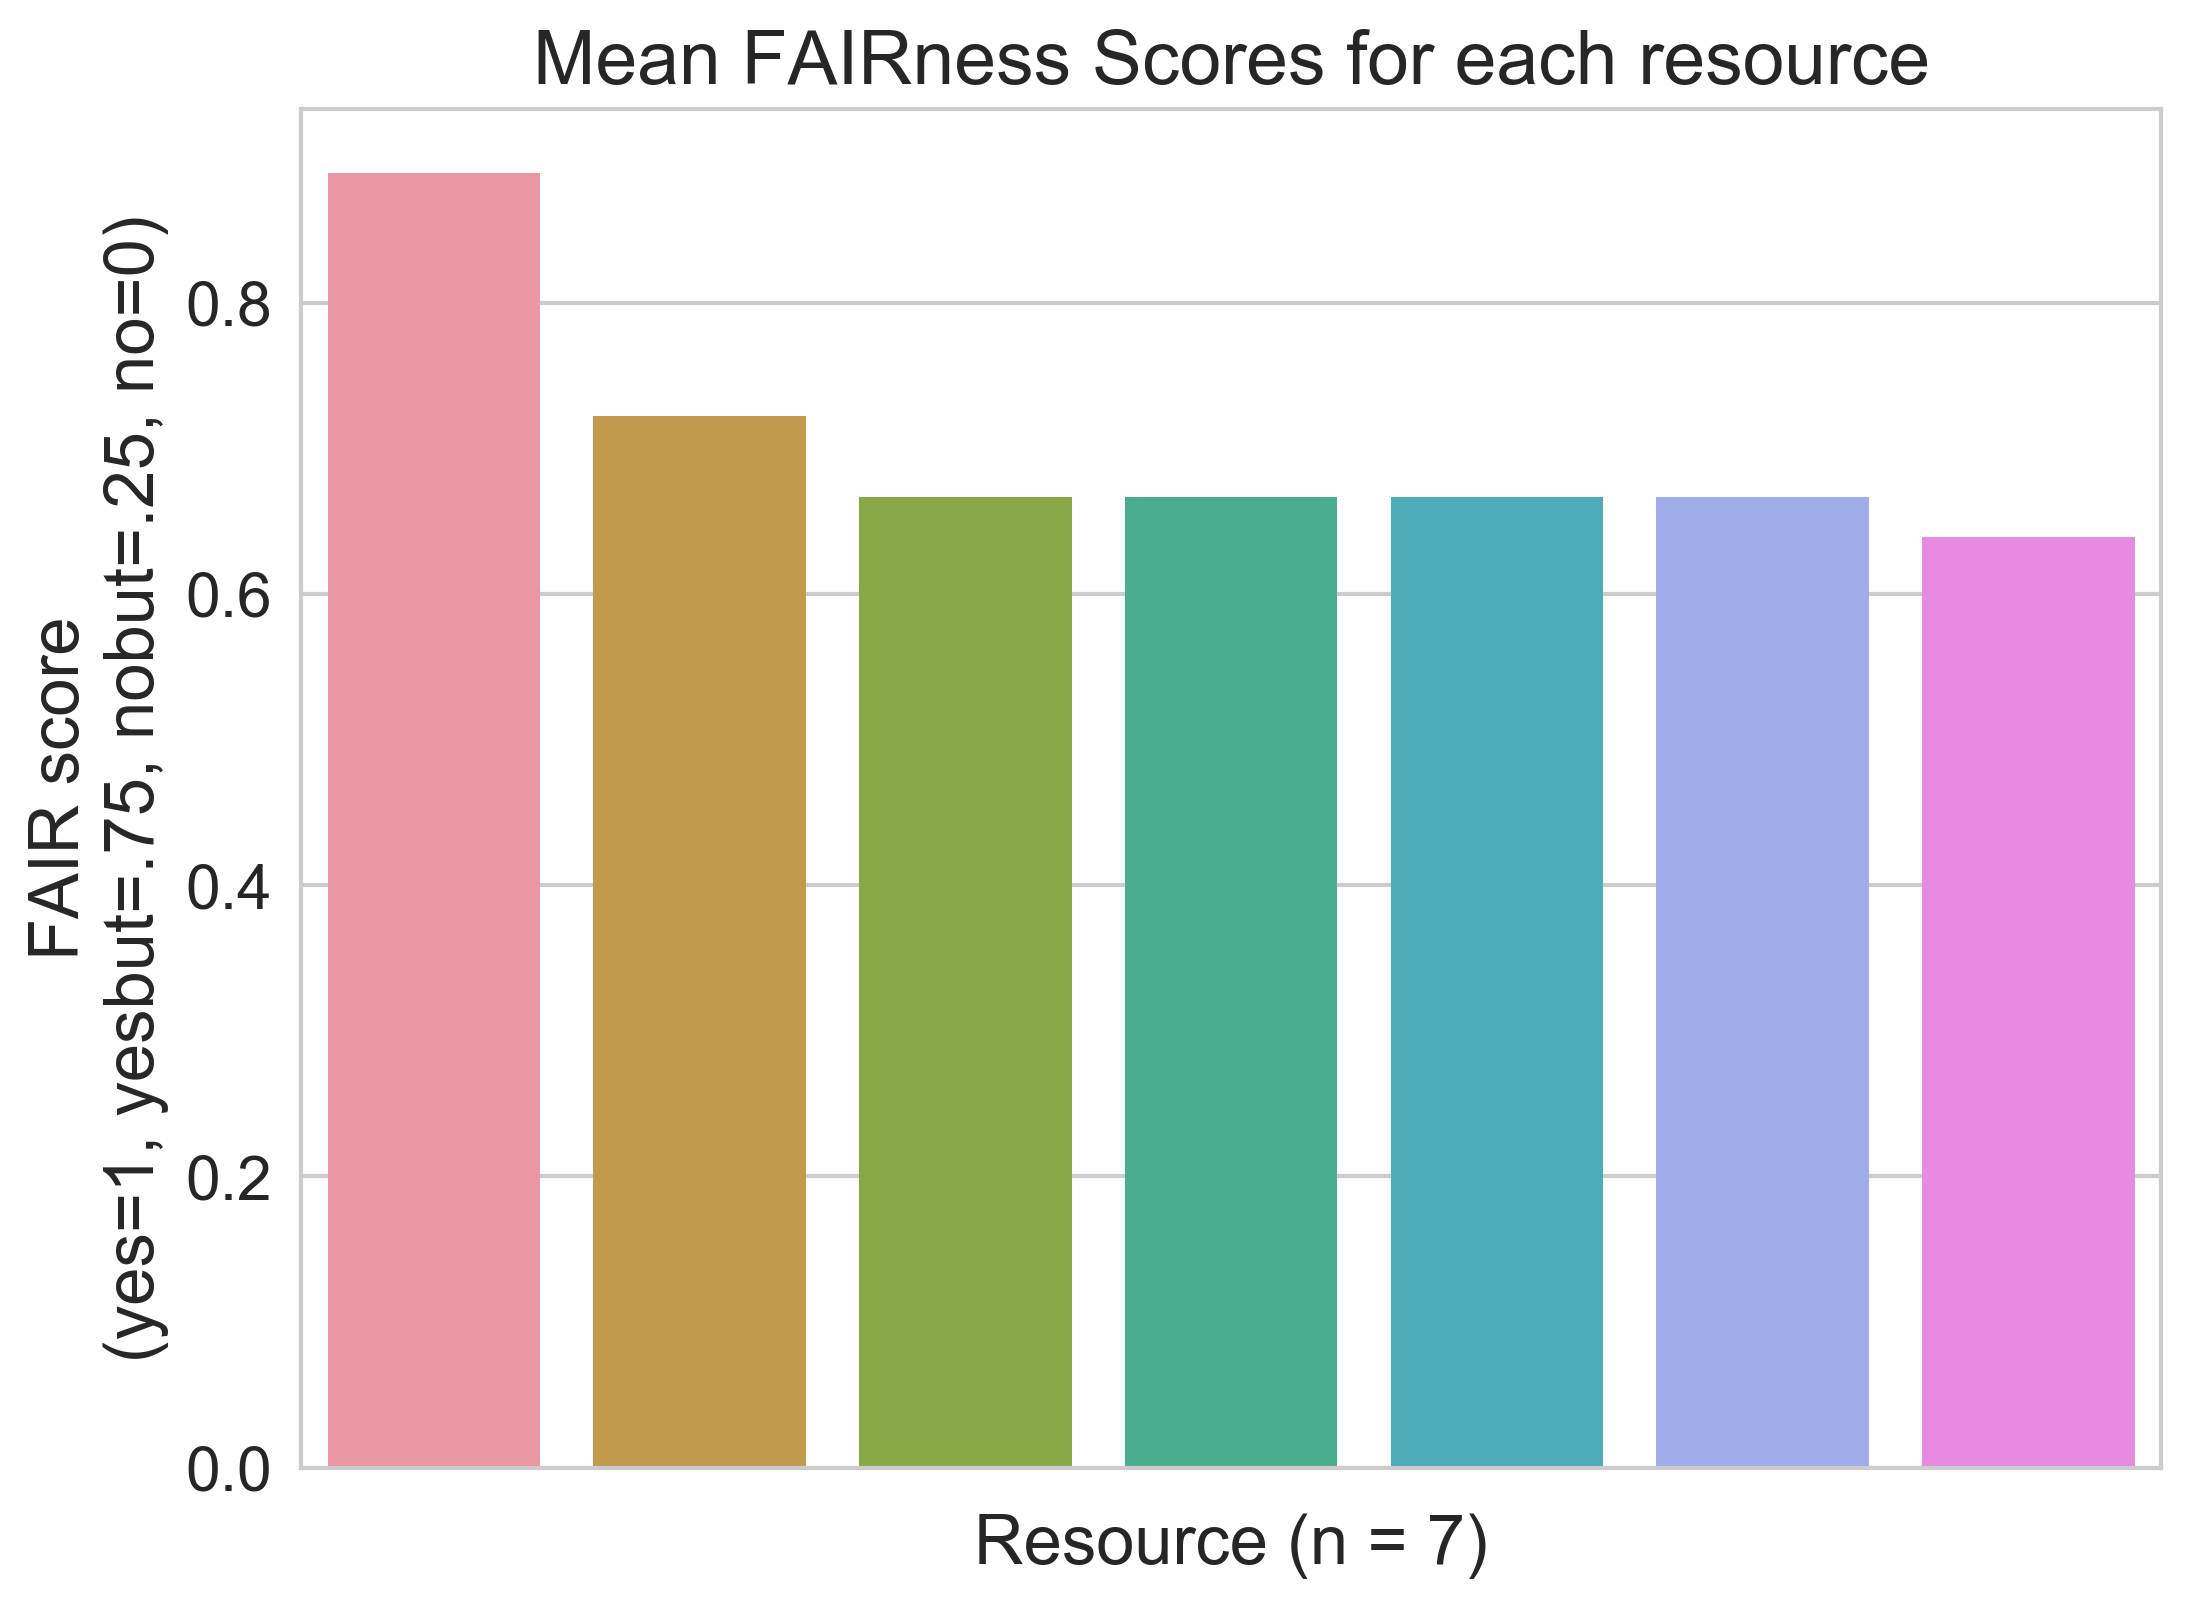 Mean FAIRness Scores for each resource
FAIR score
(yes=1, yesbut=.75, nobut=.25, no=0)
0.8
0.6
0.4
0.2
0.0
Resource (n = 7)